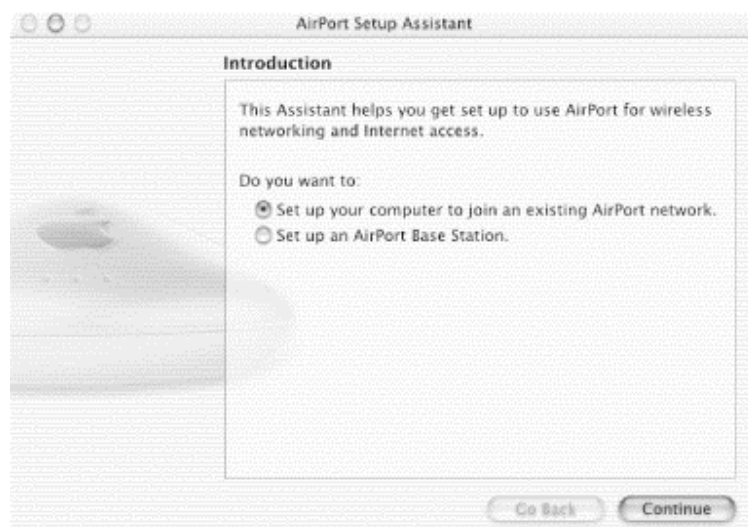 AirPort Setup Assistant
Introduction
This Assistant helps you get set up to use AirPort for wireless
networking and Internet access.
Do you want to:
Set up your computer to join an existing AirPort network.
Set up an AirPort Base Station.
Go Back
Continue